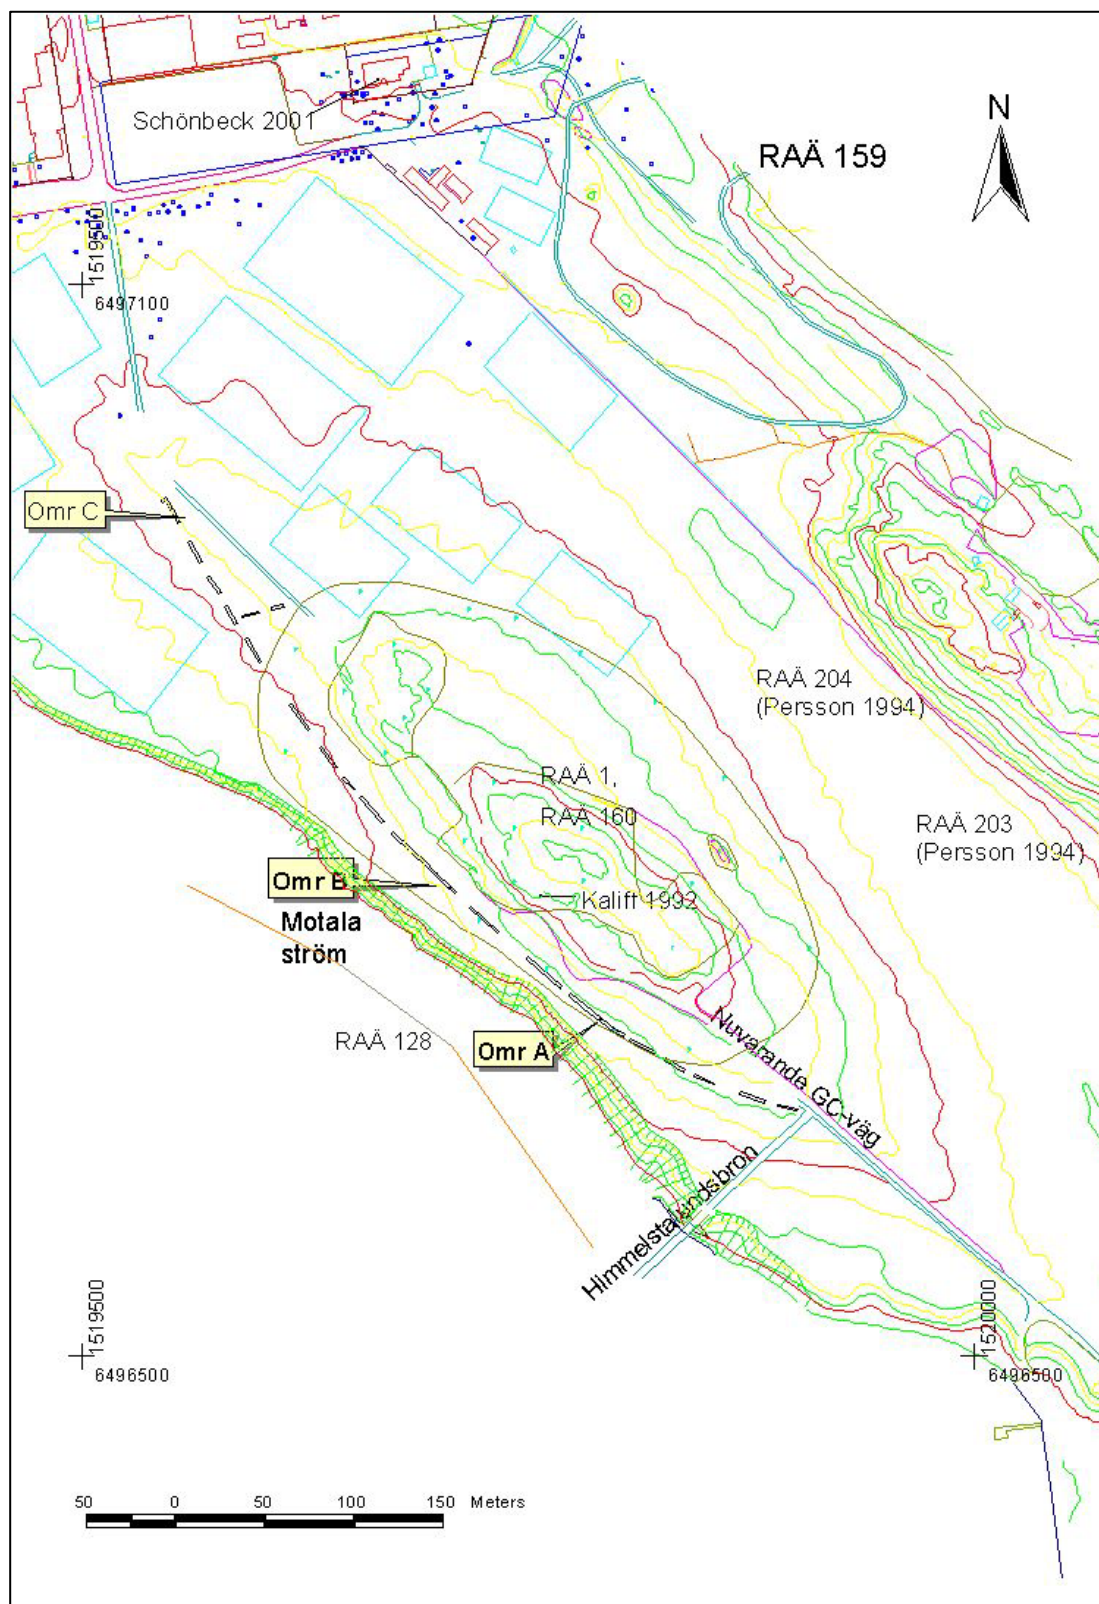 Schönbeck 2001
N
RAÄ 159
1519500
6497100
Omr C
RAÄ 204
(Persson 1994)
RAÄ 1,
RAÄ 160
RAÄ 203
(Persson 1994)
Omr B
Kaliff 1992
Motala
ström
RAÄ 128
Omr A
Nuvarande GC-väg
Himmelstalundsbron
1519500
6496500
1520000
6496500
50 0 50 100 150 Meters